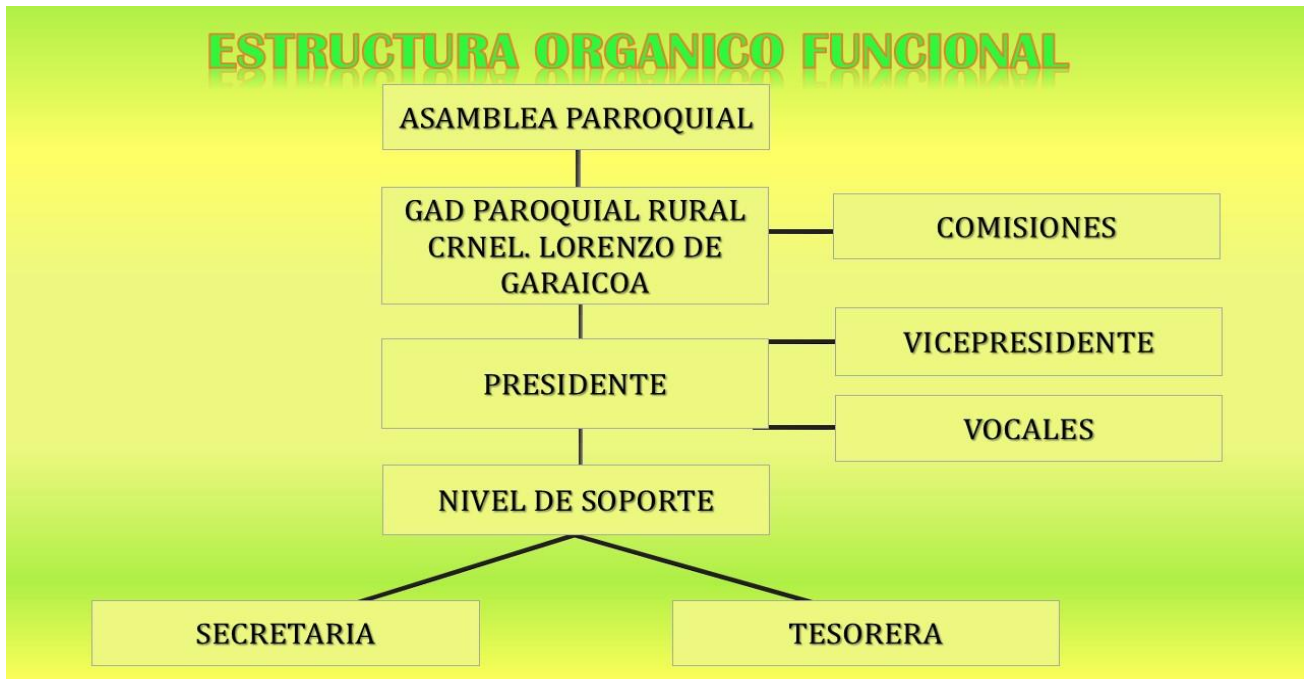 ESTRUCTURA ORGANICO FUNCIONAL
ASAMBLEA PARROQUIAL
GAD PAROQUIAL RURAL
CRNEL. LORENZO DE
GARAICOA
COMISIONES
VICEPRESIDENTE
PRESIDENTE
VOCALES
NIVEL DE SOPORTE
SECRETARIA
TESORERA